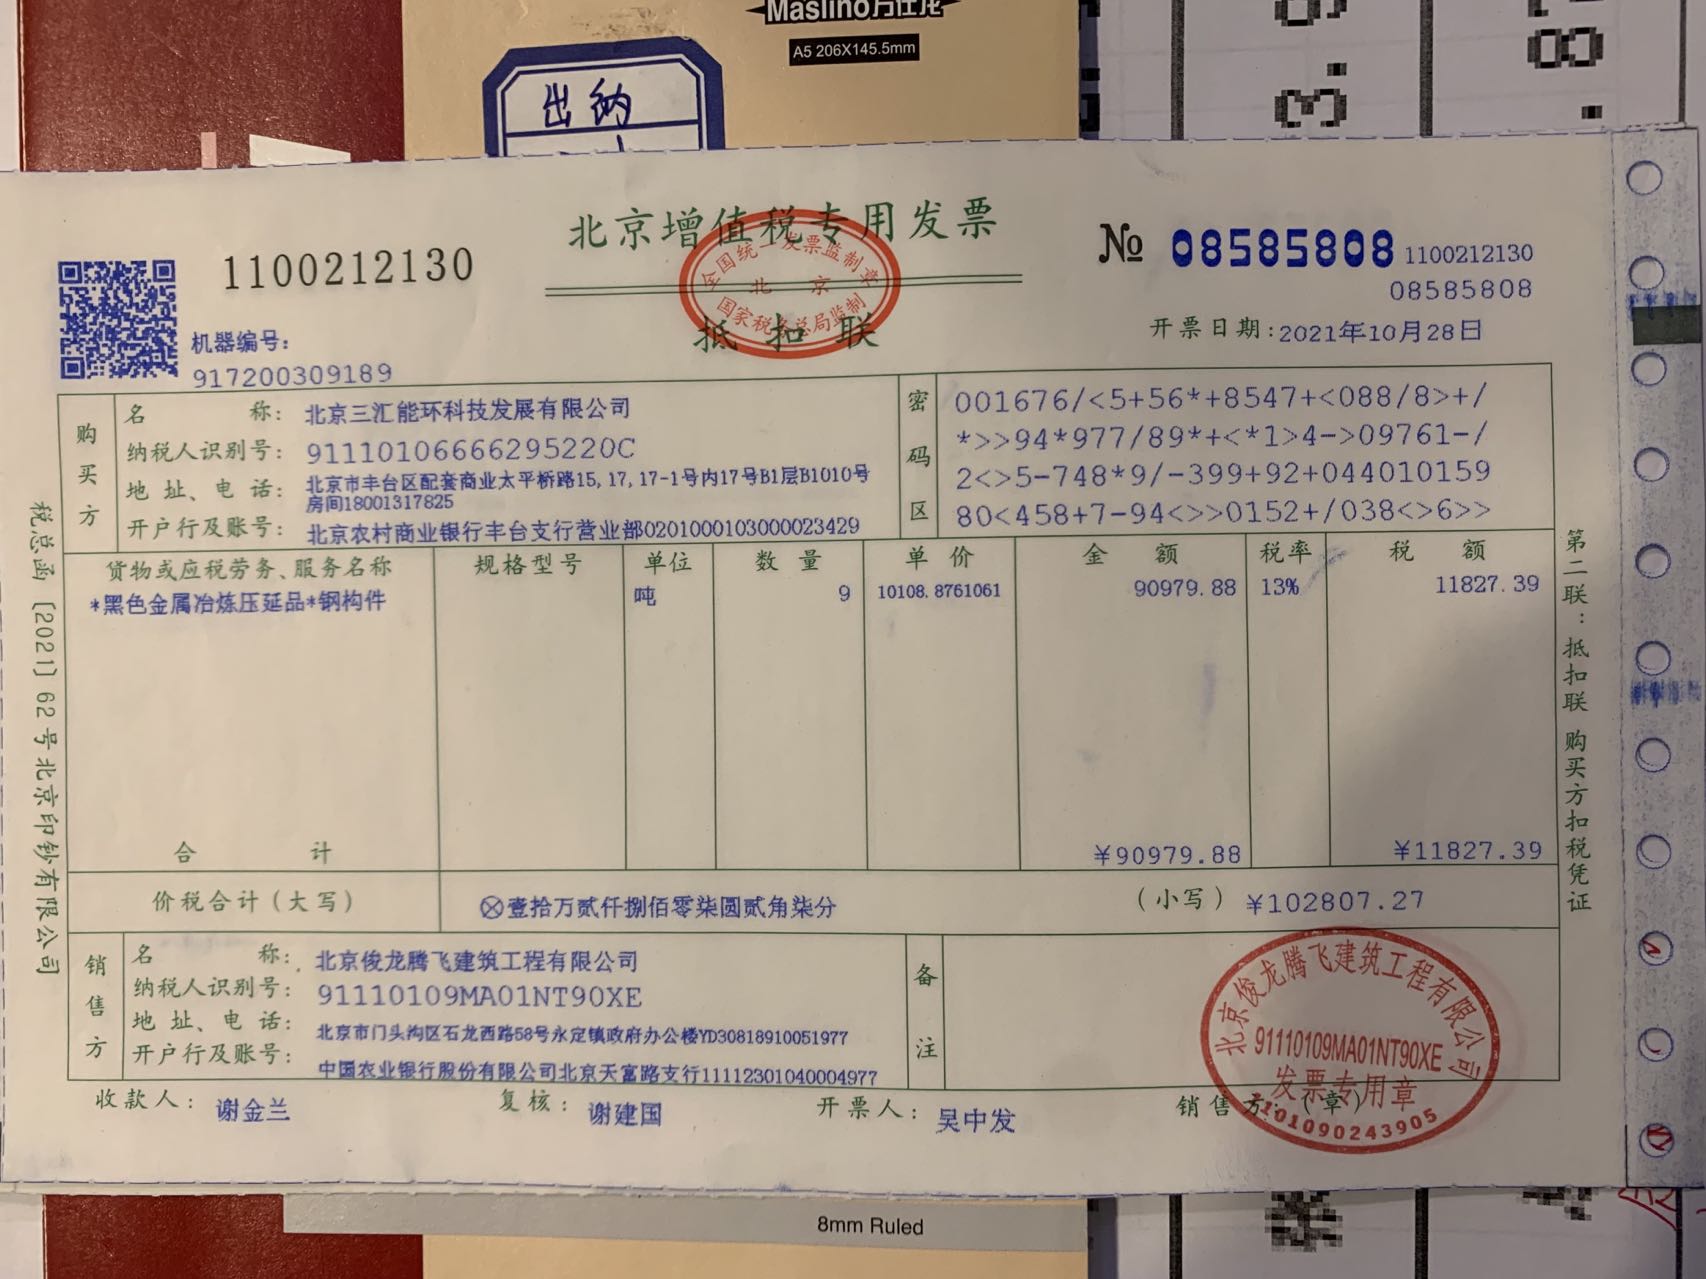 Maslino
A5 206X145.5mm
出纳
北京增值税专用发票
全国统一发票监制章
北京
国家税务总局监制
抵扣联
1100212130
№ 08585808
1100212130
08585808
机器编号:
917200309189
开票日期:2021年10月28日
购买方
名称: 北京三汇能环科技发展有限公司
纳税人识别号: 91110106666295220C
地址、电话: 北京市丰台区配套商业太平桥路15,17,17-1号内17号B1层B1010号
房间18001317825
开户行及账号: 北京农村商业银行丰台支行营业部0201000103000023429
密码区
001676/<5+56*+8547+<088/8>+/
*>>94*977/89*+<*1>4->09761-/
2<>5-748*9/-399+92+044010159
80<458+7-94<>>0152+/038<>6>>
货物或应税劳务、服务名称 规格型号 单位 数量 单价 金额 税率 税额
*黑色金属冶炼压延品*钢构件 吨 9 10108.8761061 90979.88 13% 11827.39
合计 ¥90979.88 ¥11827.39
价税合计(大写) ⊗壹拾万贰仟捌佰零柒圆贰角柒分 (小写) ¥102807.27
销售方
名称: 北京俊龙腾飞建筑工程有限公司
纳税人识别号: 91110109MA01NT90XE
地址、电话: 北京市门头沟区石龙西路58号永定镇政府办公楼YD30818910051977
开户行及账号: 中国农业银行股份有限公司北京天富路支行11112301040004977
备注
收款人: 谢金兰 复核: 谢建国 开票人: 吴中发 销售方:(章)
北京俊龙腾飞建筑工程有限公司
91110109MA01NT90XE
发票专用章
1101090243905
税总函[2021]62号北京印钞有限公司
第二联:抵扣联 购买方扣税凭证
8mm Ruled